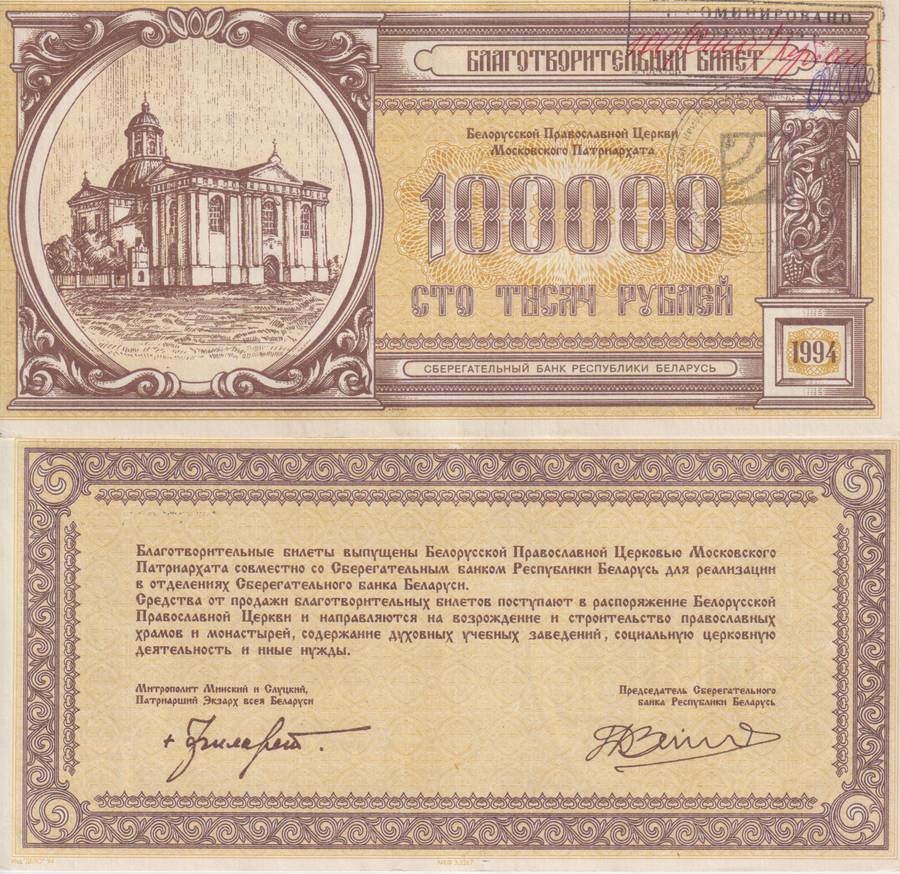 БЛАГОТВОРИТЕЛЬНЫЙ БИЛЕТ
Белорусской Православной Церкви
Московского Патриархата
100000
СТО ТЫСЯЧ РУБЛЕЙ
СБЕРЕГАТЕЛЬНЫЙ БАНК РЕСПУБЛИКИ БЕЛАРУСЬ
1994
Благотворительные билеты выпущены Белорусской Православной Церковью Московского
Патриархата совместно со Сберегательным банком Республики Беларусь для реализации
в отделениях Сберегательного банка Беларуси.
Средства от продажи благотворительных билетов поступают в распоряжение Белорусской
Православной Церкви и направляются на возрождение и строительство православных
храмов и монастырей, содержание духовных учебных заведений, социальную церковную
деятельность и иные нужды.
Митрополит Минский и Слуцкий,
Патриарший Экзарх всея Беларуси
Председатель Сберегательного
банка Республики Беларусь
+ Филарет.